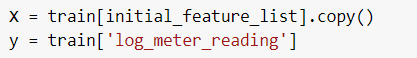 X = train[initial_feature_list].copy()
y = train['log_meter_reading']